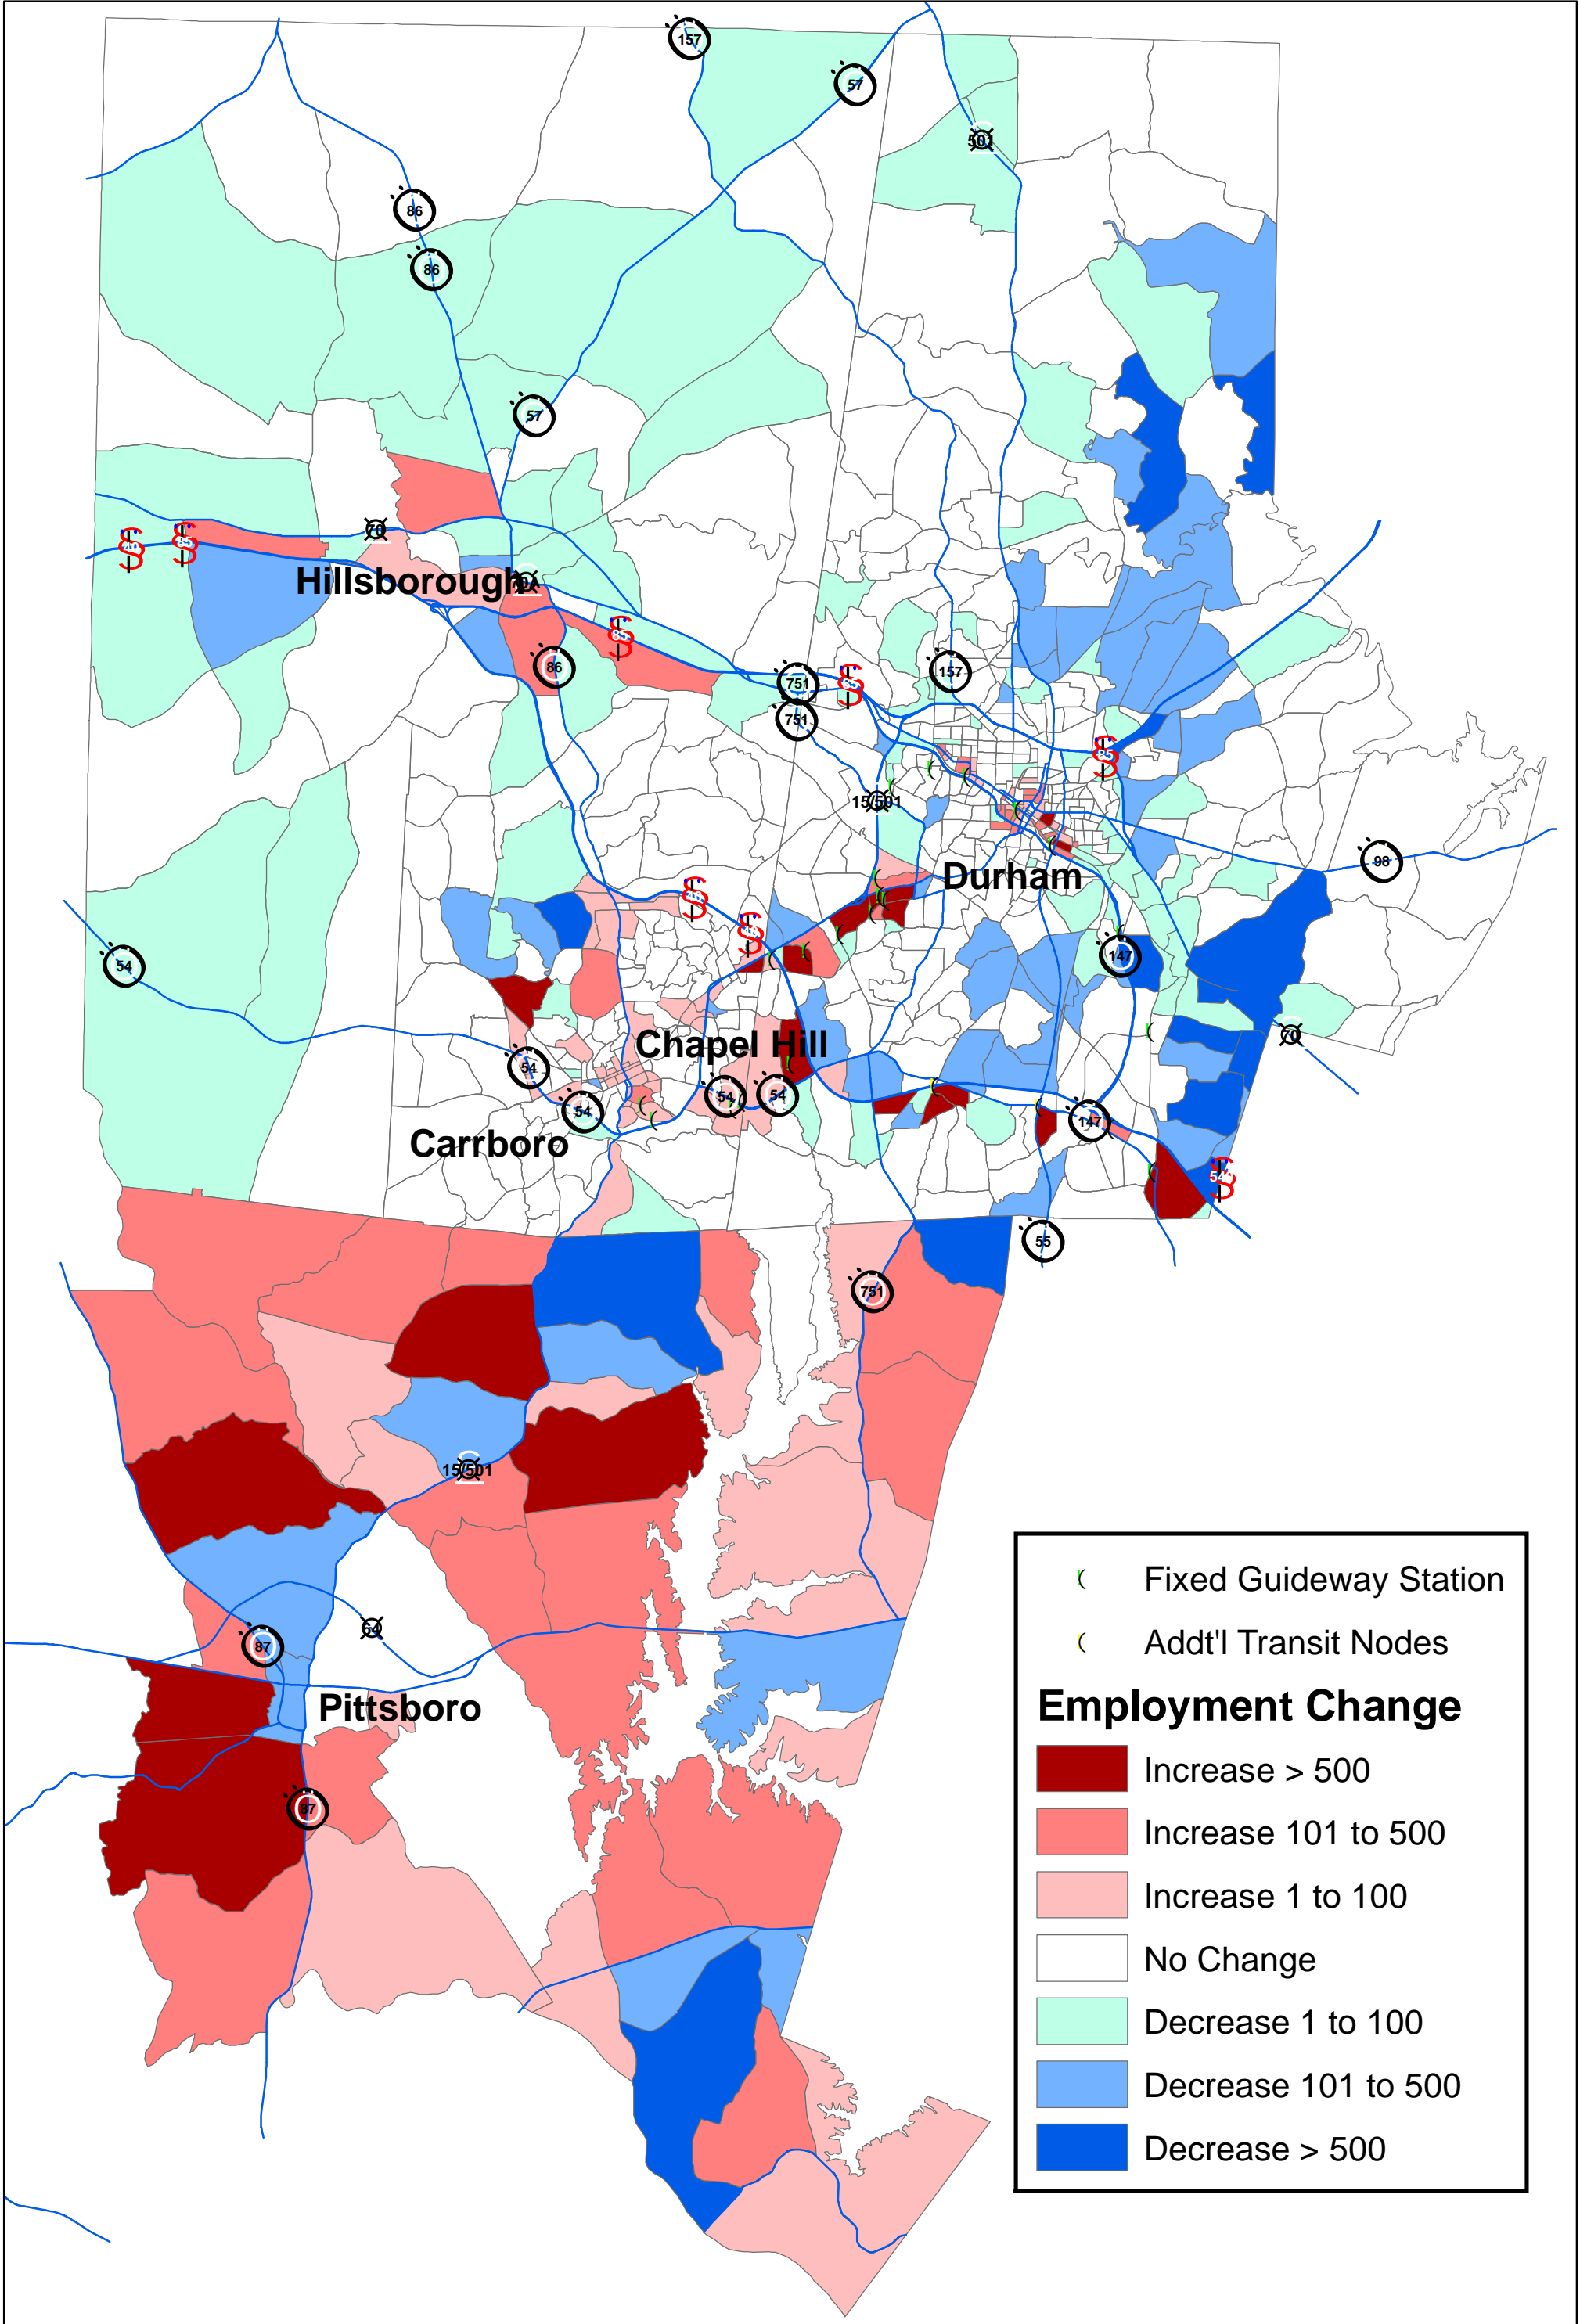 157
57
501
86
86
57
70
85
Hillsborough
85
86
157
751
85
751
85
15/501
98
Durham
54
147
Chapel Hill
70
54
54
54
54
147
Carrboro
55
751
15/501
64
87
Pittsboro
87
Fixed Guideway Station
Addt'l Transit Nodes
Employment Change
Increase > 500
Increase 101 to 500
Increase 1 to 100
No Change
Decrease 1 to 100
Decrease 101 to 500
Decrease > 500